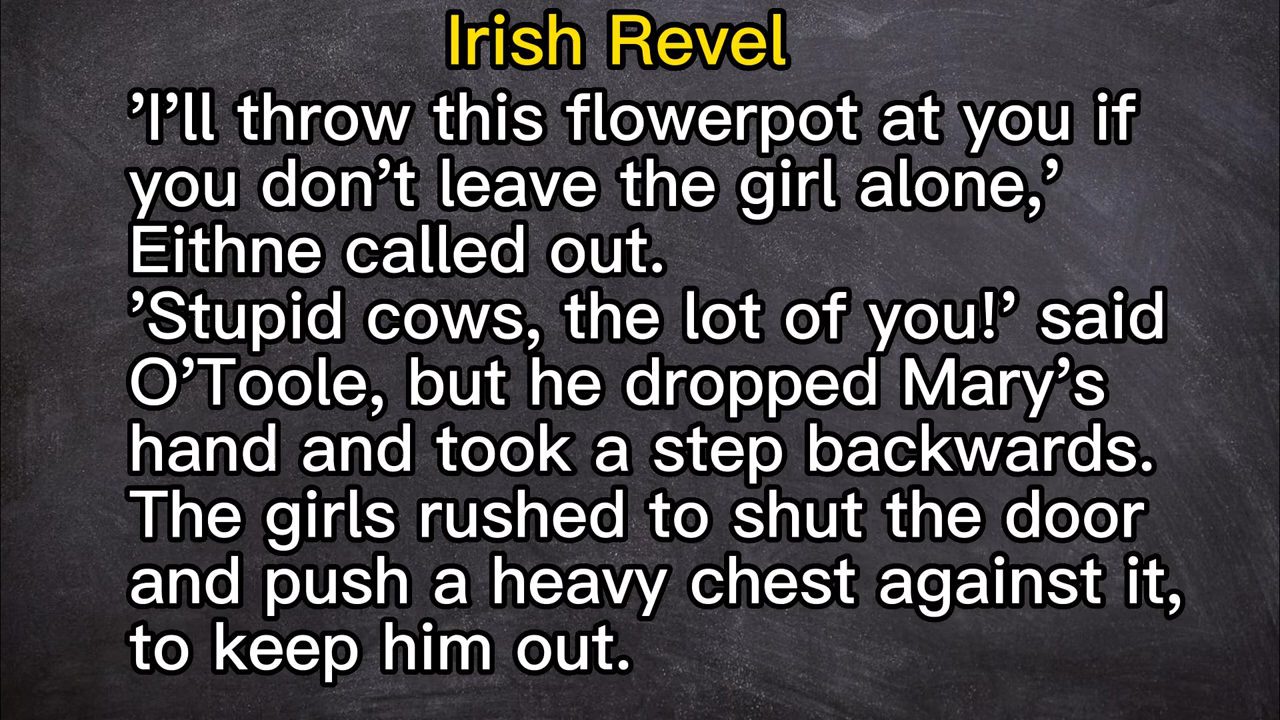 Irish Revel
’I’ll throw this flowerpot at you if
you don’t leave the girl alone,’
Eithne called out.
’Stupid cows, the lot of you!’ said
O’Toole, but he dropped Mary’s
hand and took a step backwards.
The girls rushed to shut the door
and push a heavy chest against it,
to keep him out.